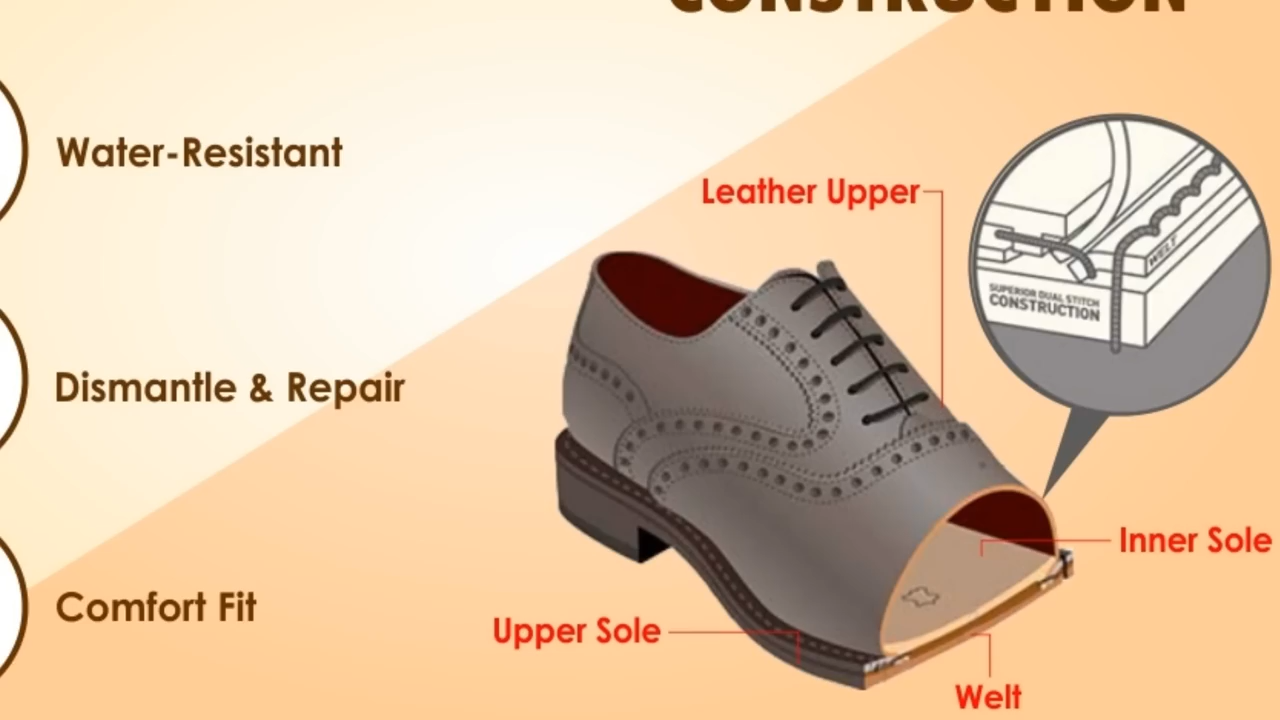 CONSTRUCTION
Water-Resistant
Leather Upper
WELT
SUPERIOR DUAL STITCH
CONSTRUCTION
Dismantle & Repair
Inner Sole
Comfort Fit
Upper Sole
Welt